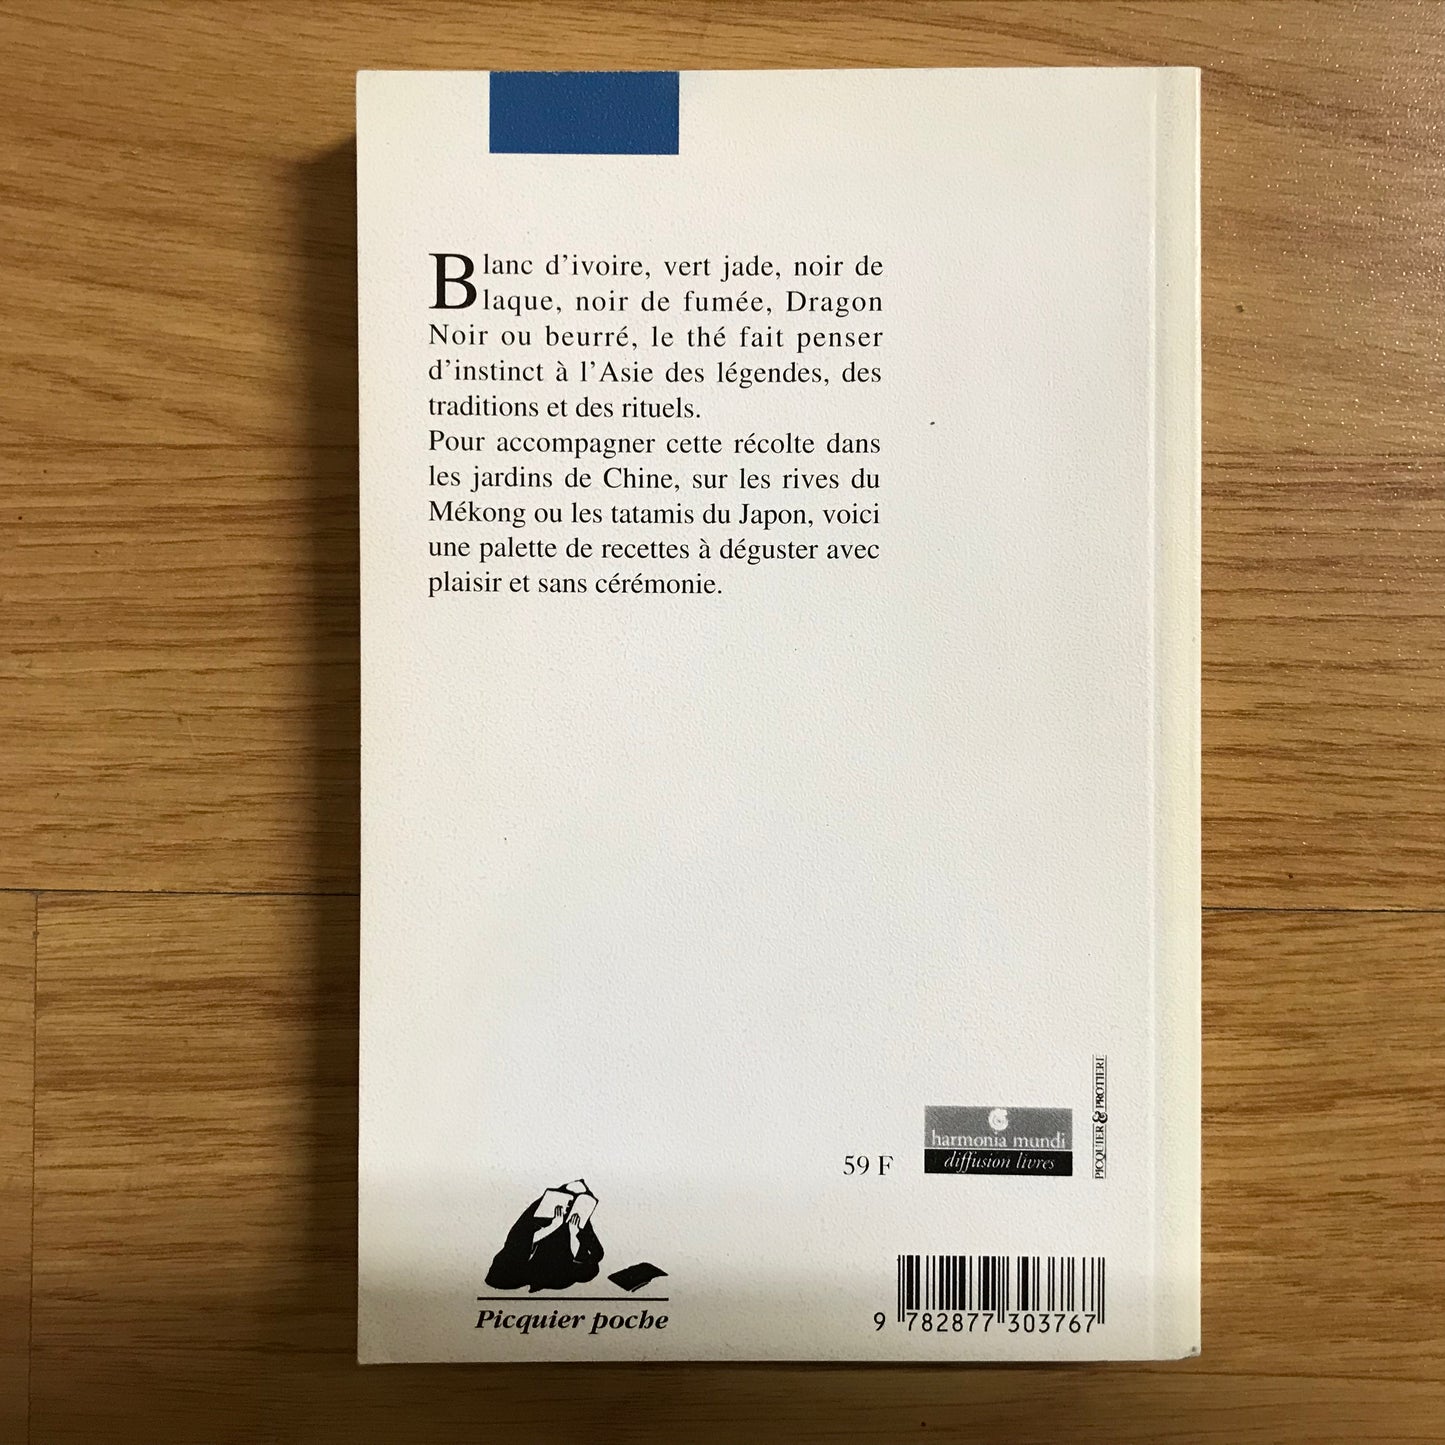 Blanc d'ivoire, vert jade, noir de
laque, noir de fumée, Dragon
Noir ou beurré, le thé fait penser
d'instinct à l'Asie des légendes, des
traditions et des rituels.
Pour accompagner cette récolte dans
les jardins de Chine, sur les rives du
Mékong ou les tatamis du Japon, voici
une palette de recettes à déguster avec
plaisir et sans cérémonie.
PICQUIER & PROTIERE
harmonia mundi
diffusion livres
59 F
Picquier poche
9 782877 303767